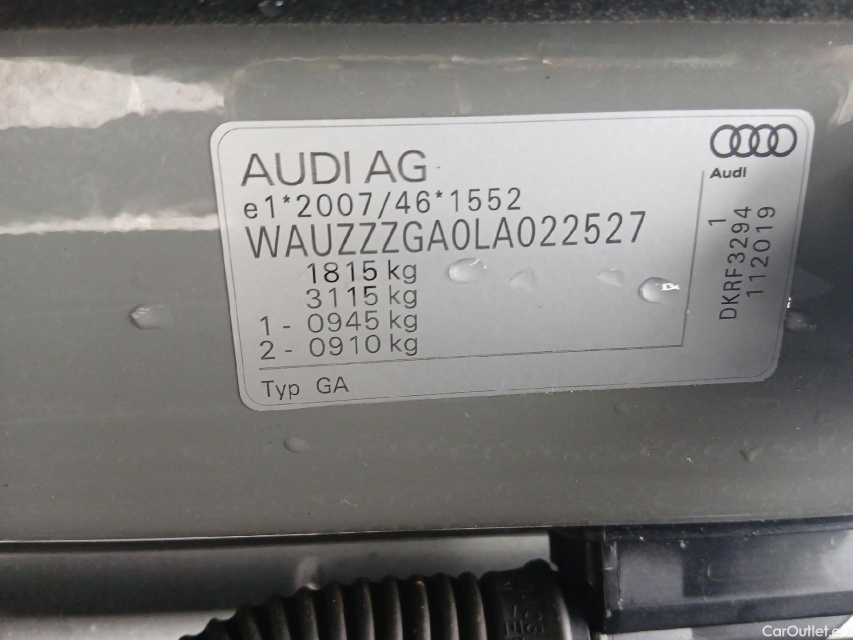 AUDI AG
Audi
e1*2007/46*1552
WAUZZZGA0LA022527
1815 kg
3115 kg
1 - 0945 kg
2 - 0910 kg
Typ GA
1
DKRF3294
112019